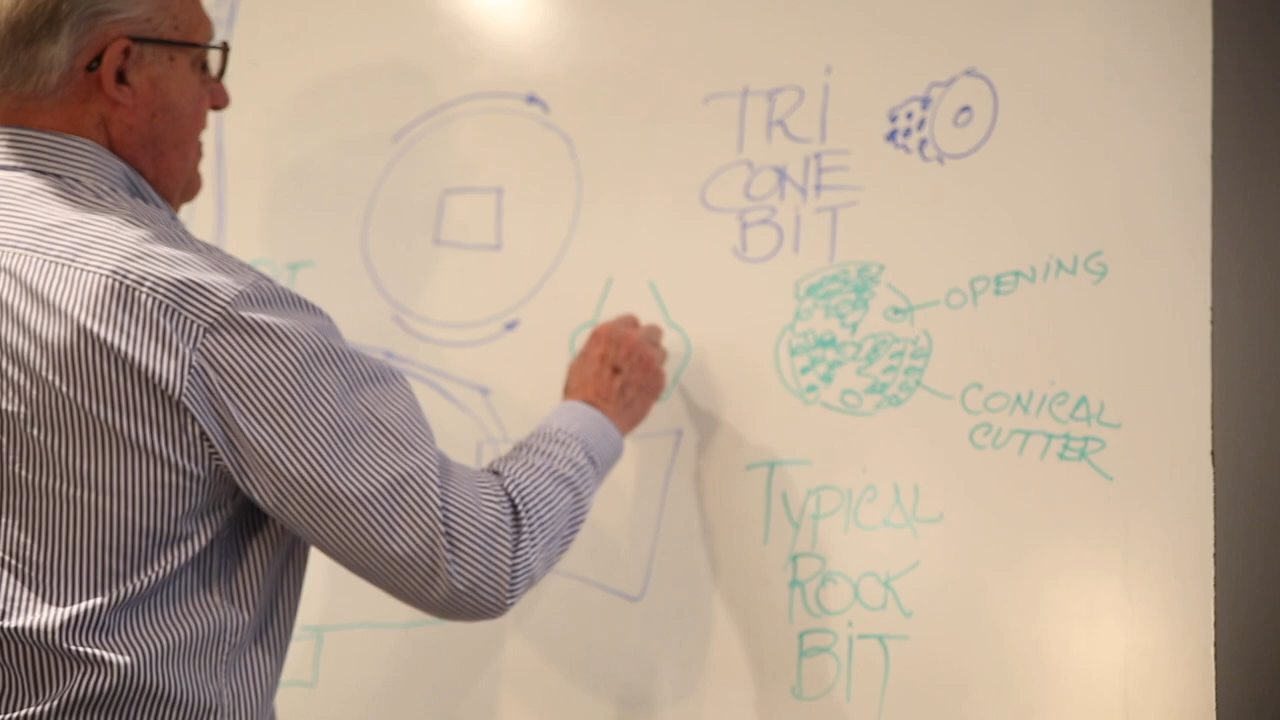 TRI
CONE
BIT
OPENING
CONICAL
CUTTER
TYPICAL
ROCK
BIT